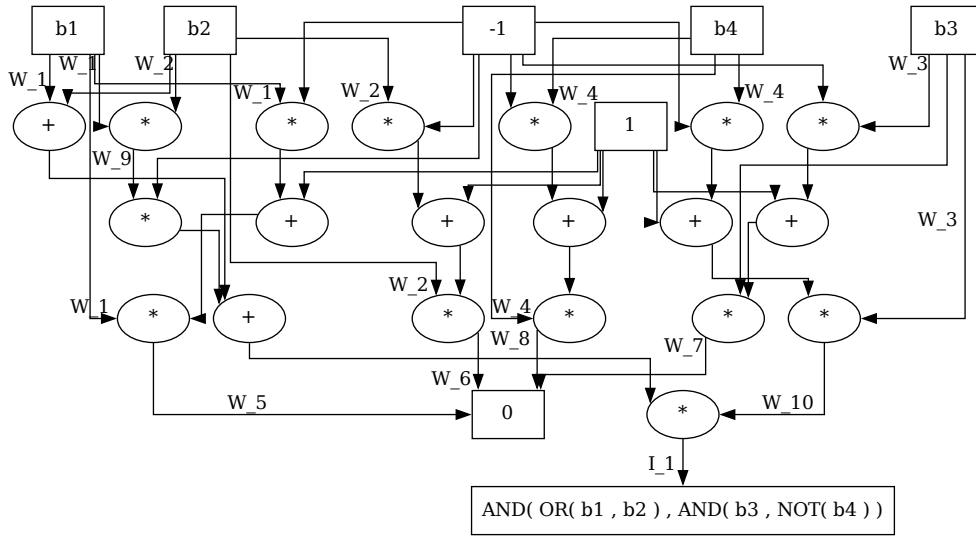 b1
b2
-1
b4
b3
W_1
W_1
W_2
W_1
W_2
W_4
W_4
W_3
+
*
*
*
*
1
*
*
W_9
*
+
+
+
+
+
W_3
W_1
*
+
W_2
*
W_4
*
*
*
W_8
W_7
W_6
W_5
0
*
W_10
I_1
AND( OR( b1 , b2 ) , AND( b3 , NOT( b4 ) ) )